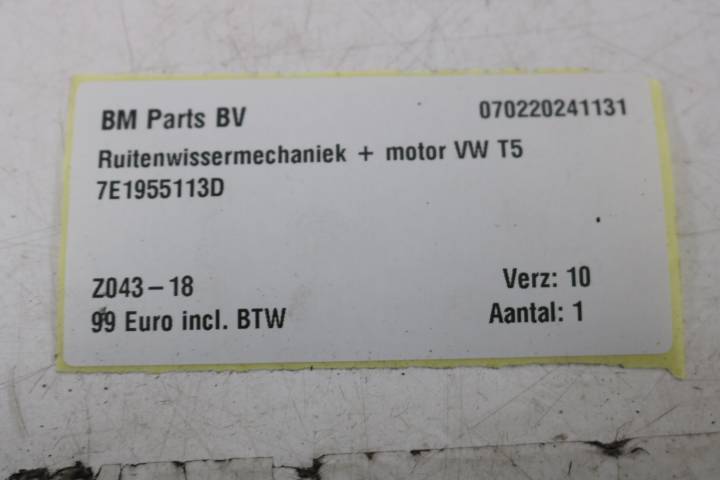 BM Parts BV 070220241131
Ruitenwissermechaniek + motor VW T5
7E1955113D
Z043-18 Verz: 10
99 Euro incl. BTW Aantal: 1